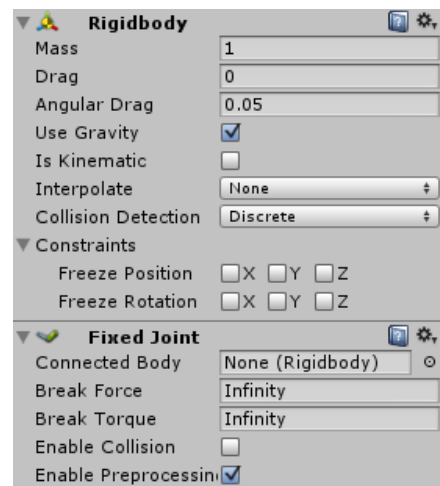 Rigidbody
Mass 1
Drag 0
Angular Drag 0.05
Use Gravity
Is Kinematic
Interpolate None
Collision Detection Discrete
Constraints
Freeze Position X Y Z
Freeze Rotation X Y Z
Fixed Joint
Connected Body None (Rigidbody)
Break Force Infinity
Break Torque Infinity
Enable Collision
Enable Preprocessin